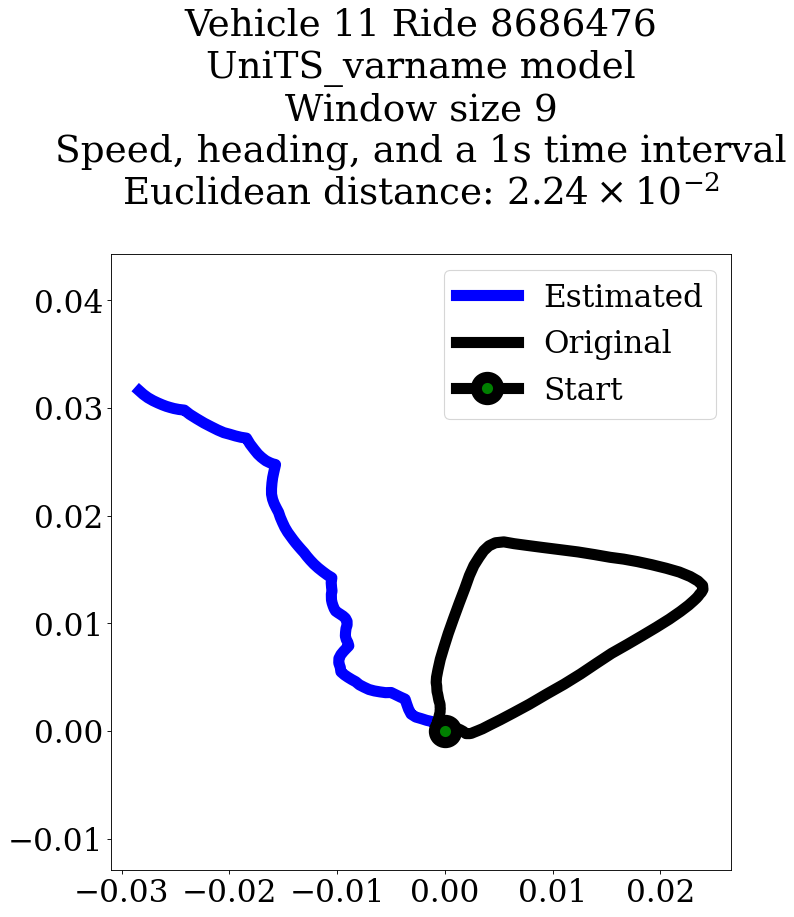 Vehicle 11 Ride 8686476
UniTS_varname model
Window size 9
Speed, heading, and a 1s time interval
Euclidean distance: 2.24 × 10⁻²
Estimated
Original
Start
0.04
0.03
0.02
0.01
0.00
−0.01
−0.03 −0.02 −0.01 0.00 0.01 0.02